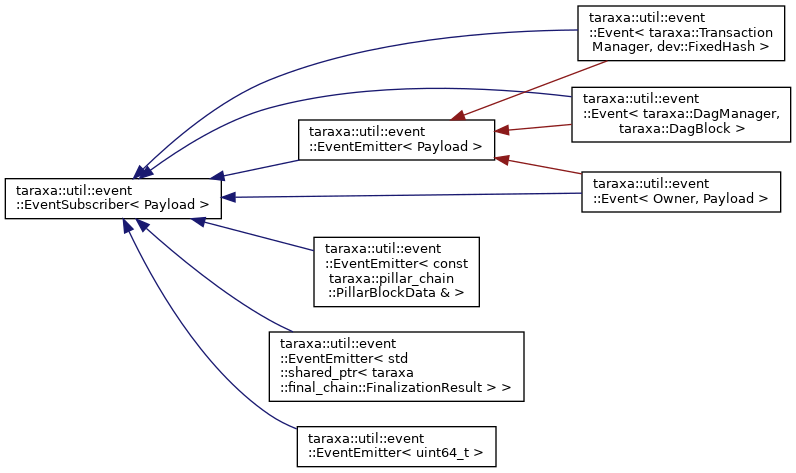 taraxa::util::event
::Event< taraxa::Transaction
Manager, dev::FixedHash >
taraxa::util::event
::Event< taraxa::DagManager,
taraxa::DagBlock >
taraxa::util::event
::EventEmitter< Payload >
taraxa::util::event
::Event< Owner, Payload >
taraxa::util::event
::EventSubscriber< Payload >
taraxa::util::event
::EventEmitter< const
taraxa::pillar_chain
::PillarBlockData & >
taraxa::util::event
::EventEmitter< std
::shared_ptr< taraxa
::final_chain::FinalizationResult > >
taraxa::util::event
::EventEmitter< uint64_t >